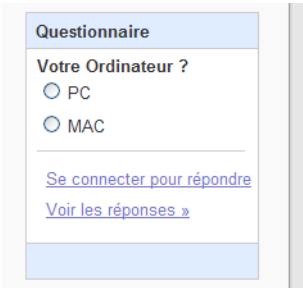 Questionnaire
Votre Ordinateur ?
PC
MAC
Se connecter pour répondre
Voir les réponses »